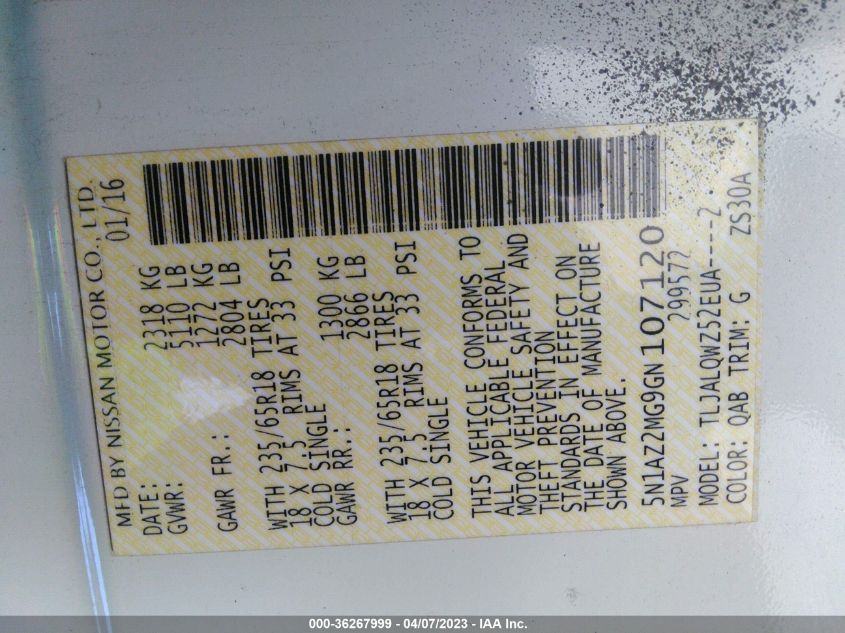 MFD BY NISSAN MOTOR CO., LTD.
DATE: 01/16
GVWR: 2318 KG
5110 LB
GAWR FR.: 1272 KG
2804 LB
WITH 235/65R18 TIRES
18 X 7.5 RIMS AT 33 PSI
COLD SINGLE
GAWR RR.: 1300 KG
2866 LB
WITH 235/65R18 TIRES
18 X 7.5 RIMS AT 33 PSI
COLD SINGLE
THIS VEHICLE CONFORMS TO
ALL APPLICABLE FEDERAL
MOTOR VEHICLE SAFETY AND
THEFT PREVENTION
STANDARDS IN EFFECT ON
THE DATE OF MANUFACTURE
SHOWN ABOVE.
5N1AZ2MG9GN107120
MPV 299572
MODEL: TLJALQWZ52EUA----2
COLOR: QAB TRIM: G ZS30A
000-36267999 - 04/07/2023 - IAA Inc.